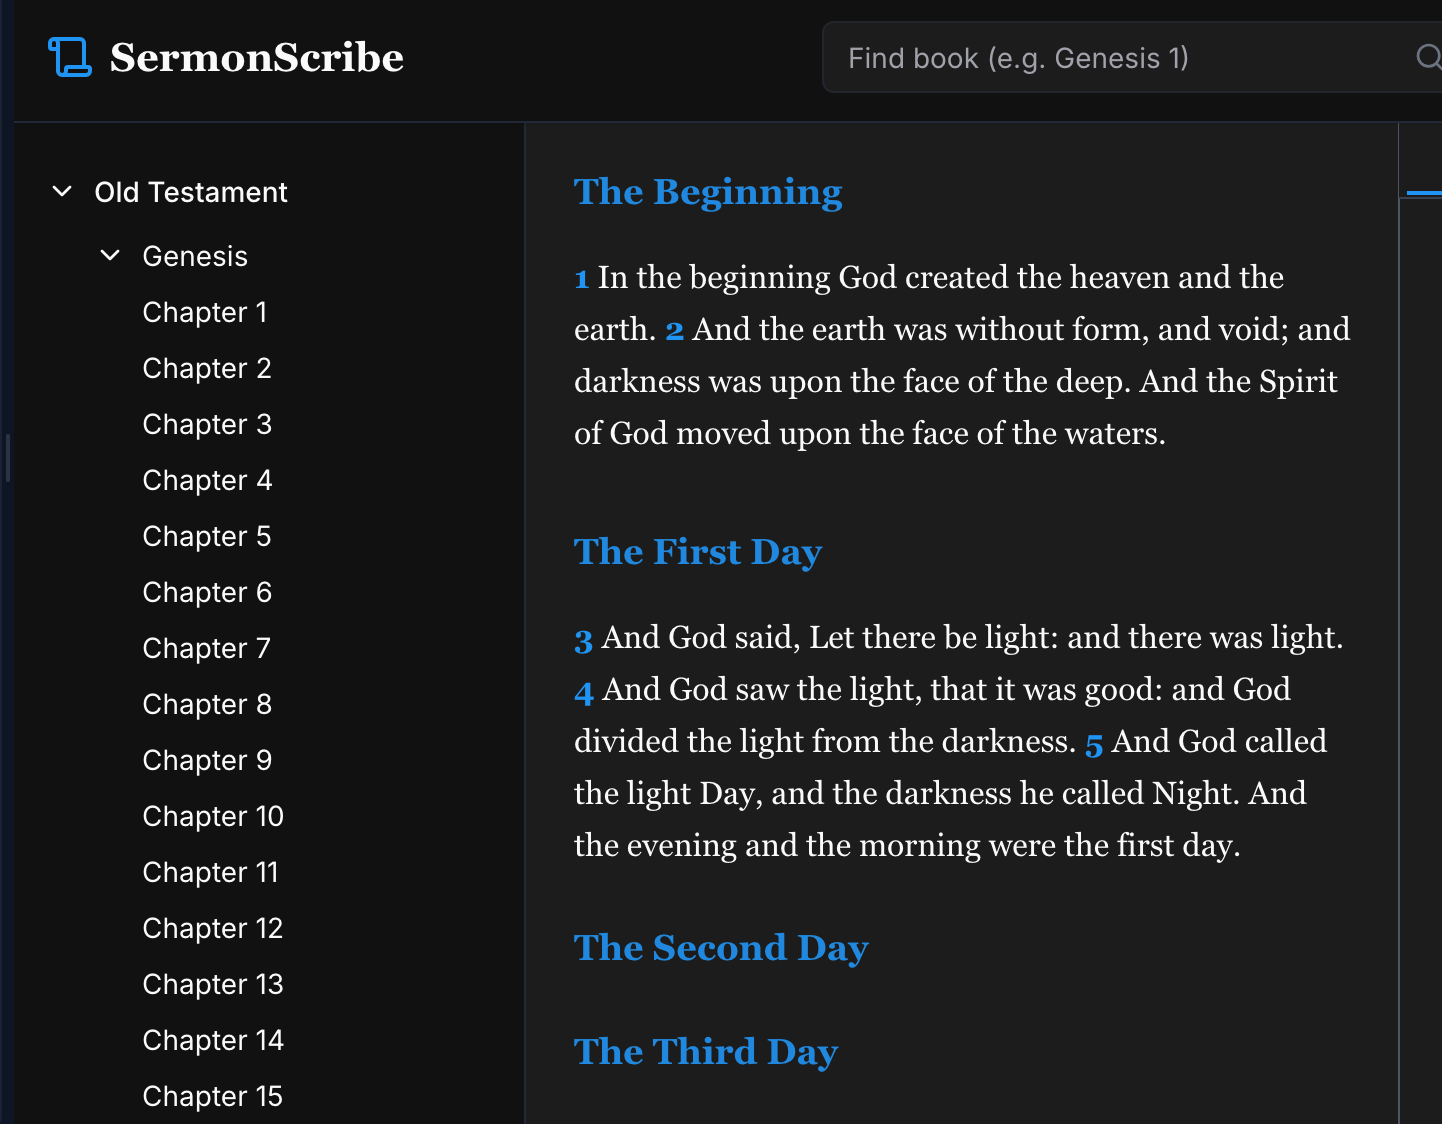 SermonScribe
Find book (e.g. Genesis 1)
Old Testament
Genesis
Chapter 1
Chapter 2
Chapter 3
Chapter 4
Chapter 5
Chapter 6
Chapter 7
Chapter 8
Chapter 9
Chapter 10
Chapter 11
Chapter 12
Chapter 13
Chapter 14
Chapter 15
The Beginning
1 In the beginning God created the heaven and the
earth. 2 And the earth was without form, and void; and
darkness was upon the face of the deep. And the Spirit
of God moved upon the face of the waters.
The First Day
3 And God said, Let there be light: and there was light.
4 And God saw the light, that it was good: and God
divided the light from the darkness. 5 And God called
the light Day, and the darkness he called Night. And
the evening and the morning were the first day.
The Second Day
The Third Day